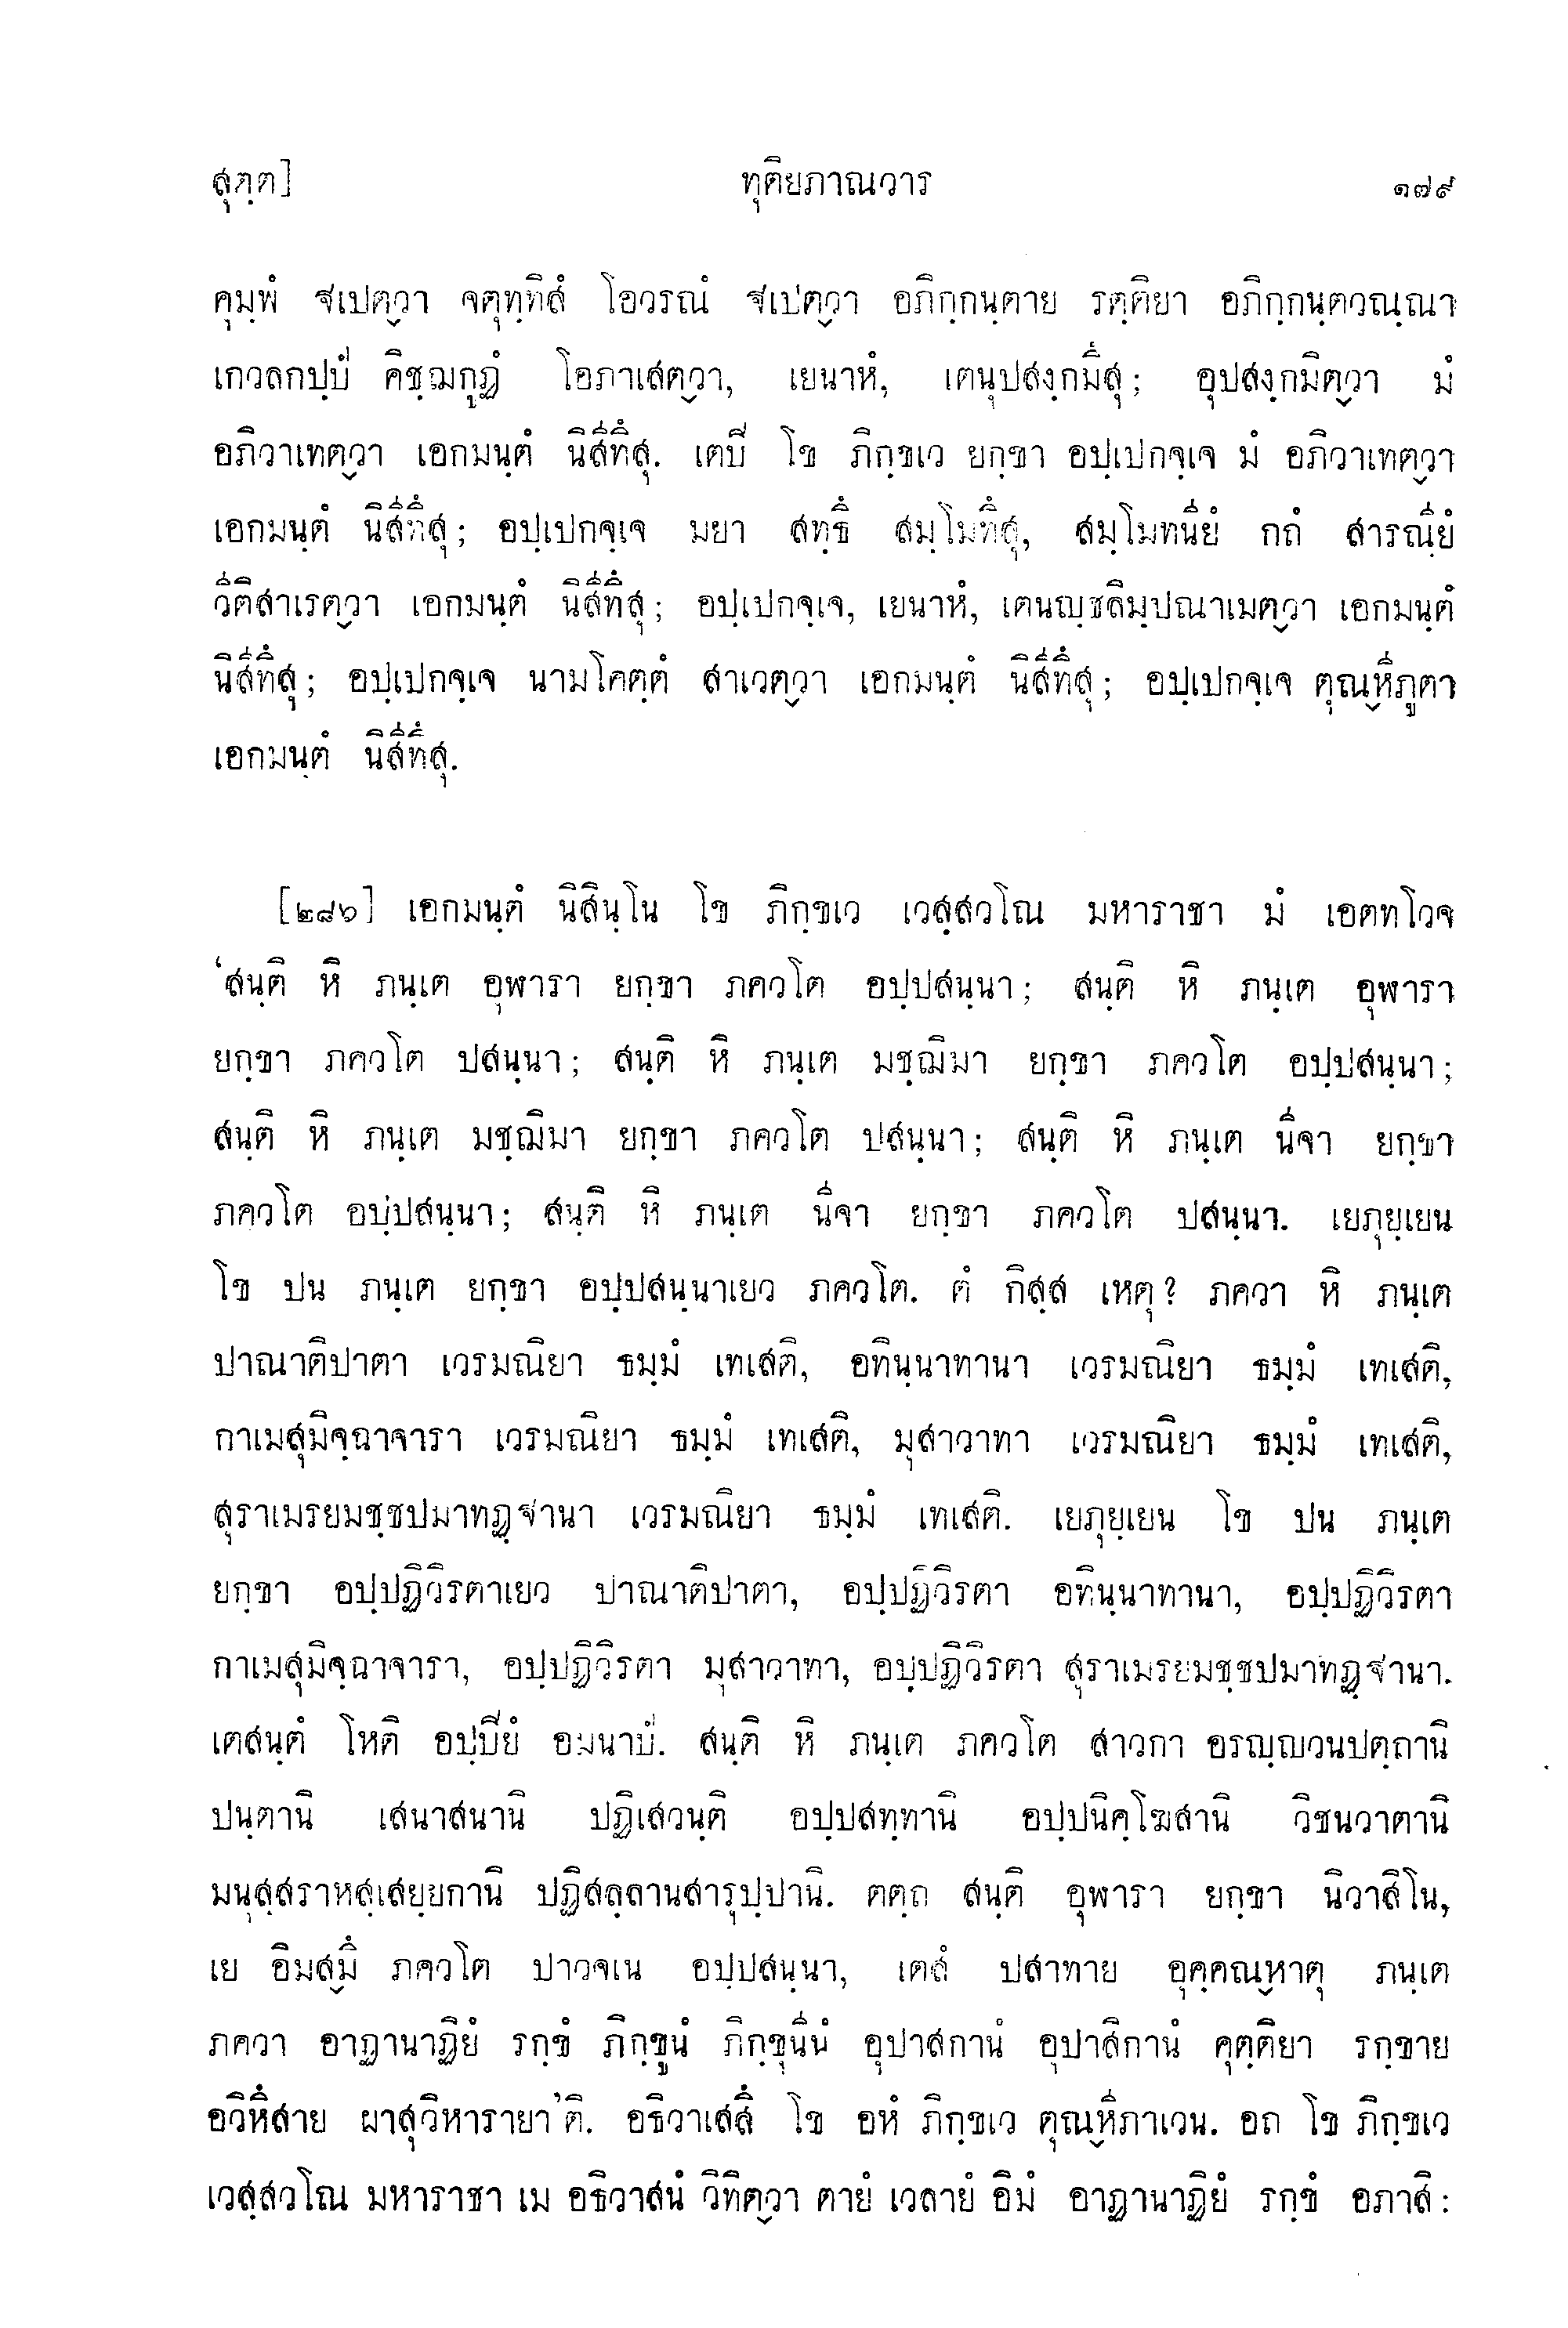 สุตฺต] ทุติยภาณวาร ๑๗๙
คุมฺพํ ฐเปตฺวา จตุทฺทิสํ โอวรณํ ฐเปตฺวา อภิกฺกนฺตาย รตฺติยา อภิกฺกนฺตวณฺณา
เกวลกปฺปํ คิชฺฌกูฏํ โอภาเสตฺวา, เยนาหํ, เตนุปสงฺกมึสุ; อุปสงฺกมิตฺวา มํ
อภิวาเทตฺวา เอกมนฺตํ นิสีทึสุ. เตปิ โข ภิกฺขเว ยกฺขา อปฺเปกจฺเจ มํ อภิวาเทตฺวา
เอกมนฺตํ นิสีทึสุ; อปฺเปกจฺเจ มยา สทฺธึ สมฺโมทึสุ, สมฺโมทนียํ กถํ สารณียํ
วีติสาเรตฺวา เอกมนฺตํ นิสีทึสุ; อปฺเปกจฺเจ, เยนาหํ, เตนญฺชลิมฺปณาเมตฺวา เอกมนฺตํ
นิสีทึสุ; อปฺเปกจฺเจ นามโคตฺตํ สาเวตฺวา เอกมนฺตํ นิสีทึสุ; อปฺเปกจฺเจ ตุณฺหีภูตา
เอกมนฺตํ นิสีทึสุ.
[๒๘๖] เอกมนฺตํ นิสินฺโน โข ภิกฺขเว เวสฺสวโณ มหาราชา มํ เอตทโวจ
‘สนฺติ หิ ภนฺเต อุฬารา ยกฺขา ภควโต อปฺปสนฺนา; สนฺติ หิ ภนฺเต อุฬารา
ยกฺขา ภควโต ปสนฺนา; สนฺติ หิ ภนฺเต มชฺฌิมา ยกฺขา ภควโต อปฺปสนฺนา;
สนฺติ หิ ภนฺเต มชฺฌิมา ยกฺขา ภควโต ปสนฺนา; สนฺติ หิ ภนฺเต นีจา ยกฺขา
ภควโต อปฺปสนฺนา; สนฺติ หิ ภนฺเต นีจา ยกฺขา ภควโต ปสนฺนา. เยภุยฺเยน
โข ปน ภนฺเต ยกฺขา อปฺปสนฺนาเยว ภควโต. ตํ กิสฺส เหตุ? ภควา หิ ภนฺเต
ปาณาติปาตา เวรมณิยา ธมฺมํ เทเสติ, อทินฺนาทานา เวรมณิยา ธมฺมํ เทเสติ,
กาเมสุมิจฺฉาจารา เวรมณิยา ธมฺมํ เทเสติ, มุสาวาทา เวรมณิยา ธมฺมํ เทเสติ,
สุราเมรยมชฺชปมาทฏฺฐานา เวรมณิยา ธมฺมํ เทเสติ. เยภุยฺเยน โข ปน ภนฺเต
ยกฺขา อปฺปฏิวิรตาเยว ปาณาติปาตา, อปฺปฏิวิรตา อทินฺนาทานา, อปฺปฏิวิรตา
กาเมสุมิจฺฉาจารา, อปฺปฏิวิรตา มุสาวาทา, อปฺปฏิวิรตา สุราเมรยมชฺชปมาทฏฺฐานา.
เตสนฺตํ โหติ อปฺปิยํ อมนาปํ. สนฺติ หิ ภนฺเต ภควโต สาวกา อรญฺญวนปตฺถานิ
ปนฺตานิ เสนาสนานิ ปฏิเสวนฺติ อปฺปสทฺทานิ อปฺปนิคฺโฆสานิ วิชนวาตานิ
มนุสฺสราหสฺเสยฺยกานิ ปฏิสลฺลานสารุปฺปานิ. ตตฺถ สนฺติ อุฬารา ยกฺขา นิวาสิโน,
เย อิมสฺมึ ภควโต ปาวจเน อปฺปสนฺนา, เตสํ ปสาทาย อุคฺคณฺหาตุ ภนฺเต
ภควา อาฏานาฏิยํ รกฺขํ ภิกฺขูนํ ภิกฺขุนีนํ อุปาสกานํ อุปาสิกานํ คุตฺติยา รกฺขาย
อวิหึสาย ผาสุวิหารายา’ติ. อธิวาเสสึ โข อหํ ภิกฺขเว ตุณฺหีภาเวน. อถ โข ภิกฺขเว
เวสฺสวโณ มหาราชา เม อธิวาสนํ วิทิตฺวา ตายํ เวลายํ อิมํ อาฏานาฏิยํ รกฺขํ อภาสิ: